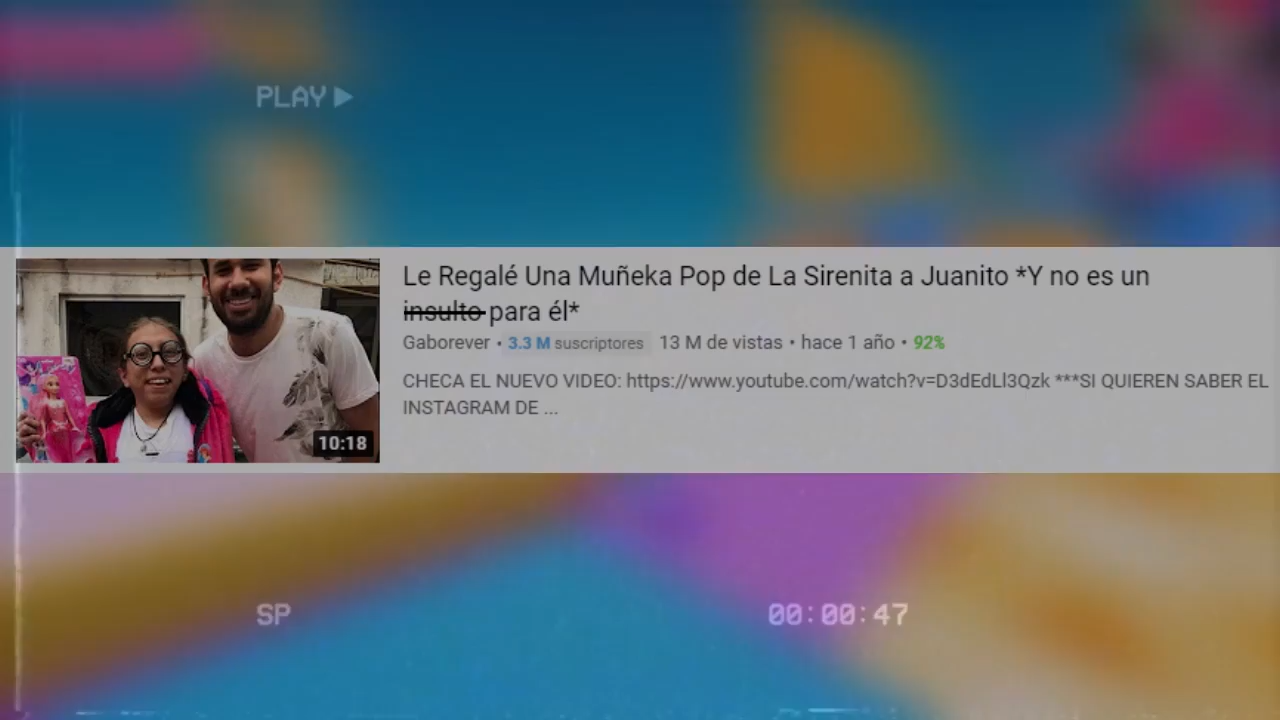 PLAY
Le Regalé Una Muñeka Pop de La Sirenita a Juanito *Y no es un
insulto para él*
Gaborever • 3.3 M suscriptores 13 M de vistas • hace 1 año • 92%
CHECA EL NUEVO VIDEO: https://www.youtube.com/watch?v=D3dEdLl3Qzk ***SI QUIEREN SABER EL
INSTAGRAM DE ...
10:18
SP
00:00:47